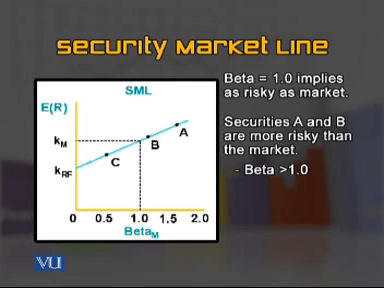 Security Market Line
SML
E(R)
kM
kRF
A
B
C
0 0.5 1.0 1.5 2.0
BetaM
Beta = 1.0 implies
as risky as market.
Securities A and B
are more risky than
the market.
- Beta >1.0
VU